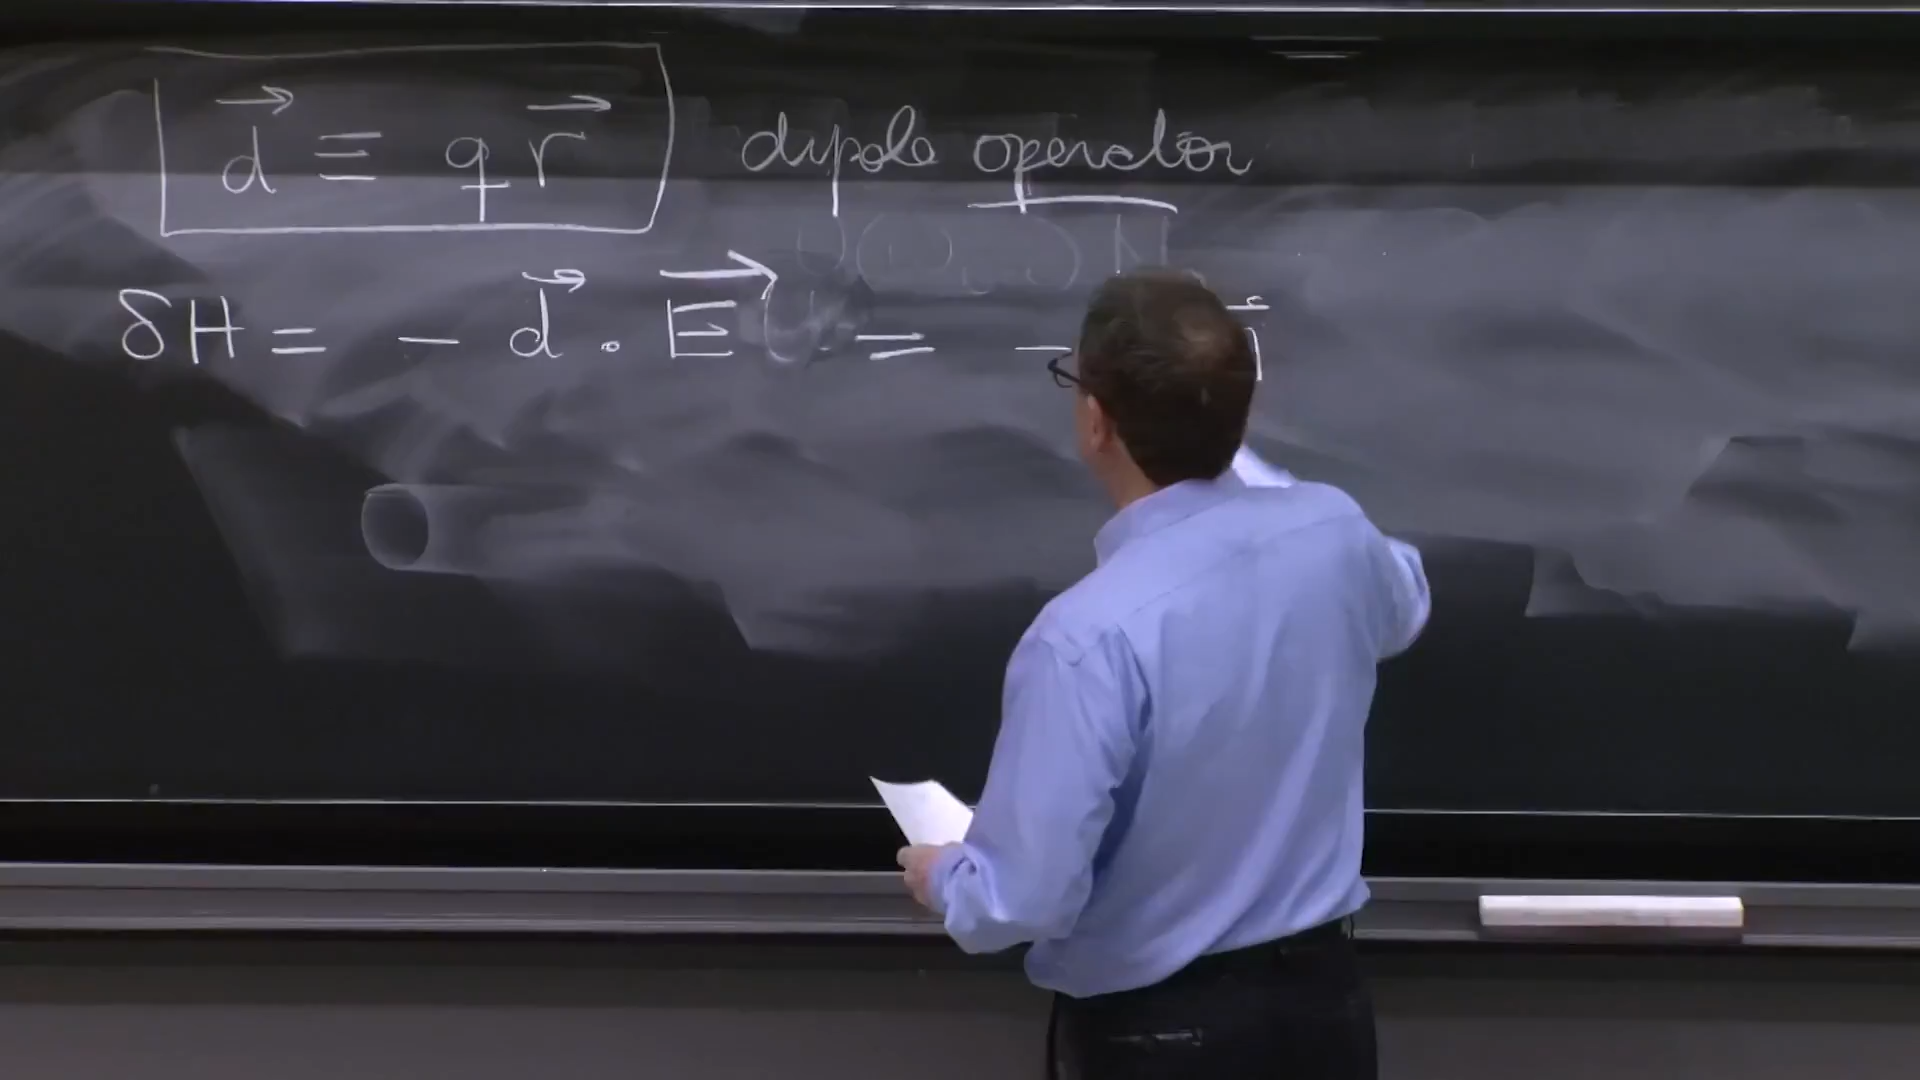 d⃗ ≡ q r⃗ dipole operator
δH = - d⃗ · E⃗ = -